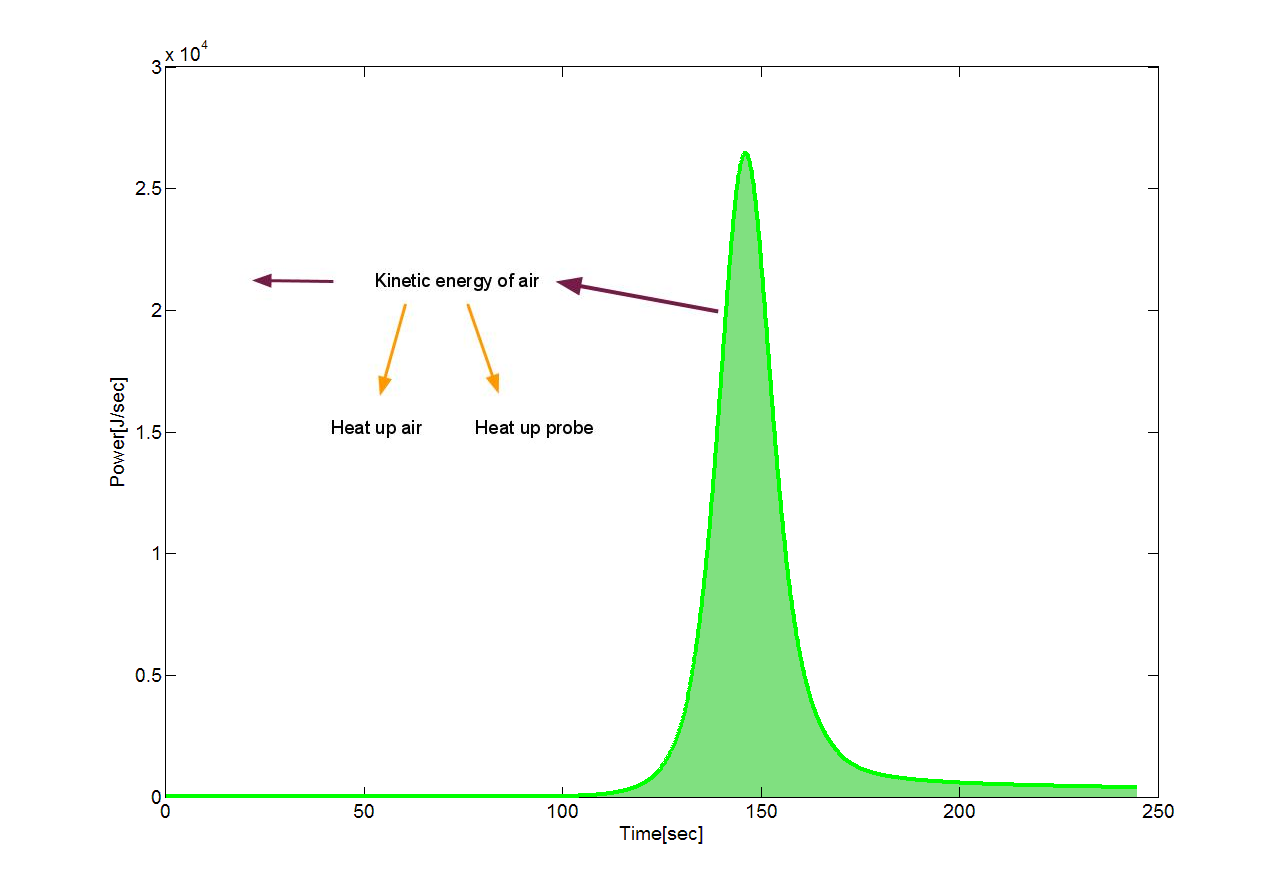 x 10^4
3
2.5
2
1.5
1
0.5
0
Power[J/sec]
Kinetic energy of air
Heat up air Heat up probe
0 50 100 150 200 250
Time[sec]